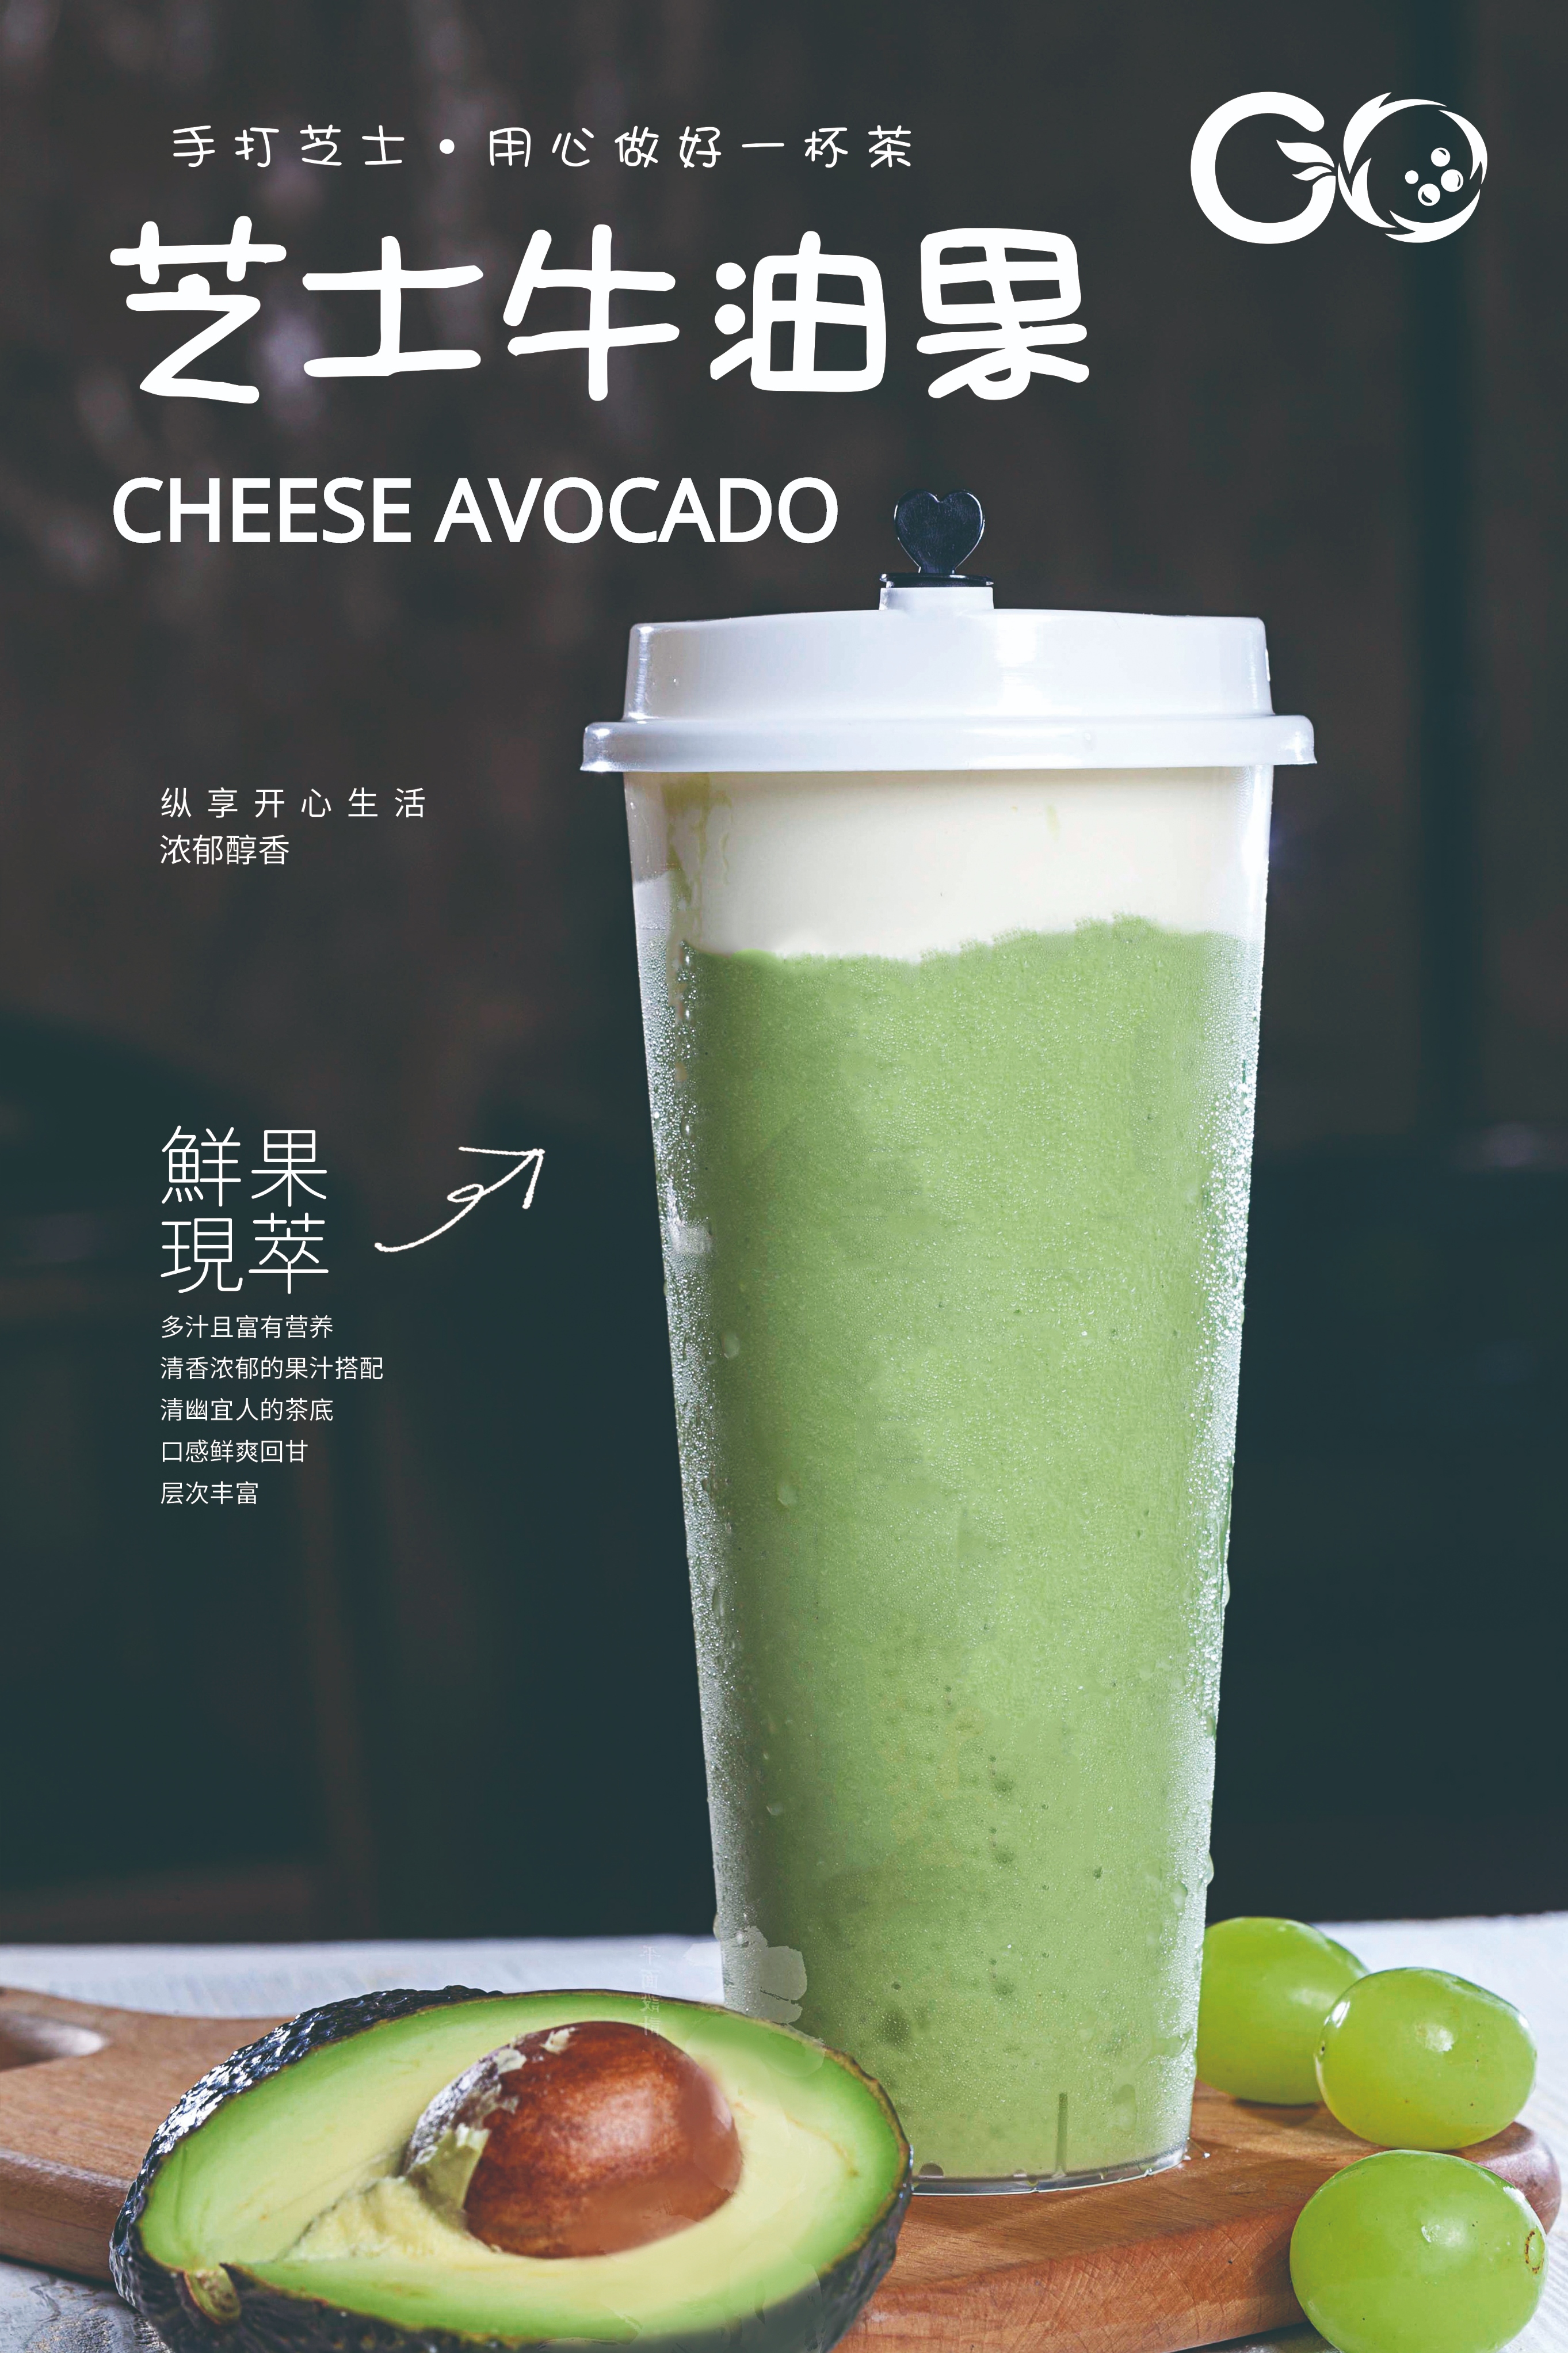 手打芝士•用心做好一杯茶
GO
芝士牛油果
CHEESE AVOCADO
纵享开心生活
浓郁醇香
鮮果
現萃
多汁且富有营养
清香浓郁的果汁搭配
清幽宜人的茶底
口感鲜爽回甘
层次丰富